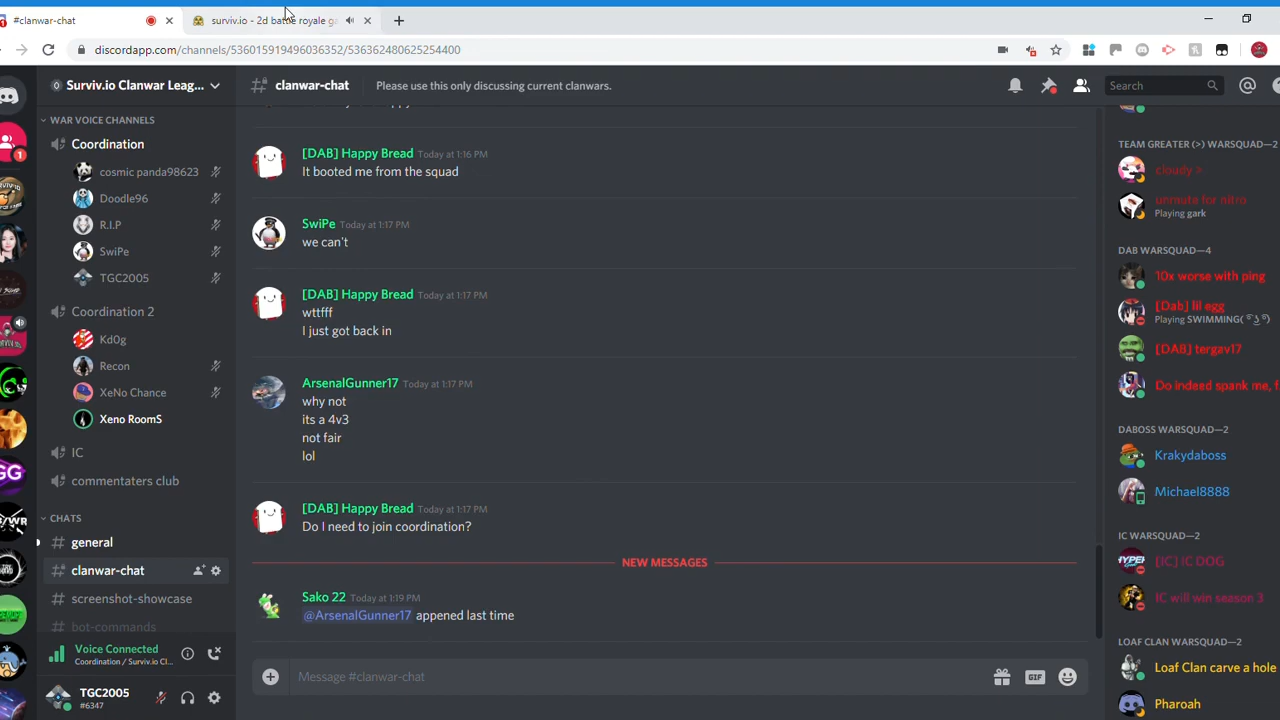 #clanwar-chat
surviv.io - 2d battle royale ga
discordapp.com/channels/536015919496036352/536362480625254400
Surviv.io Clanwar Leag...
clanwar-chat
Please use this only discussing current clanwars.
Search
WAR VOICE CHANNELS
Coordination
cosmic panda98623
Doodle96
R.I.P
SwiPe
TGC2005
Coordination 2
Kd0g
Recon
XeNo Chance
Xeno RoomS
IC
commentaters club
CHATS
general
clanwar-chat
screenshot-showcase
bot-commands
Voice Connected
Coordination / Surviv.io Cl...
TGC2005
#6347
[DAB] Happy Bread Today at 1:16 PM
It booted me from the squad
SwiPe Today at 1:17 PM
we can't
[DAB] Happy Bread Today at 1:17 PM
wttfff
I just got back in
ArsenalGunner17 Today at 1:17 PM
why not
its a 4v3
not fair
lol
[DAB] Happy Bread Today at 1:17 PM
Do I need to join coordination?
NEW MESSAGES
Sako 22 Today at 1:19 PM
@ArsenalGunner17 appened last time
Message #clanwar-chat
GIF
TEAM GREATER (>) WARSQUAD—2
cloudy >
unmute for nitro
Playing gark
DAB WARSQUAD—4
10x worse with ping
[Dab] lil egg
Playing SWIMMING( ͡° ͜ʖ ͡°)
[DAB] tergav17
Do indeed spank me, f
DABOSS WARSQUAD—2
Krakydaboss
Michael8888
IC WARSQUAD—2
[IC] IC DOG
IC will win season 3
LOAF CLAN WARSQUAD—2
Loaf Clan carve a hole
Pharoah